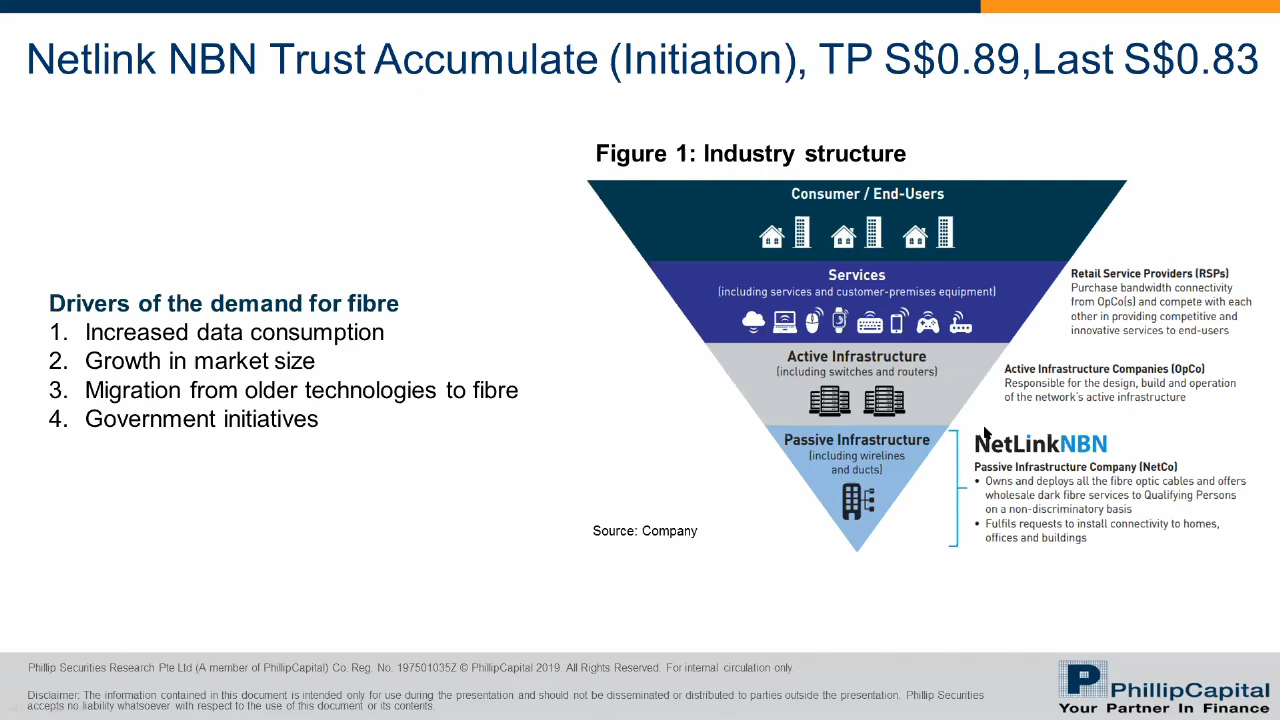 Netlink NBN Trust Accumulate (Initiation), TP S$0.89,Last S$0.83
Figure 1: Industry structure
Drivers of the demand for fibre
1. Increased data consumption
2. Growth in market size
3. Migration from older technologies to fibre
4. Government initiatives
Consumer / End-Users
Services
(including services and customer-premises equipment)
Retail Service Providers (RSPs)
Purchase bandwidth connectivity
from OpCo(s) and compete with each
other in providing competitive and
innovative services to end-users
Active Infrastructure
(including switches and routers)
Active Infrastructure Companies (OpCo)
Responsible for the design, build and operation
of the network's active infrastructure
Passive Infrastructure
(including wirelines
and ducts)
NetLinkNBN
Passive Infrastructure Company (NetCo)
• Owns and deploys all the fibre optic cables and offers
wholesale dark fibre services to Qualifying Persons
on a non-discriminatory basis
• Fulfils requests to install connectivity to homes,
offices and buildings
Source: Company
Phillip Securities Research Pte Ltd (A member of PhillipCapital) Co. Reg. No. 197501035Z © PhillipCapital 2019. All Rights Reserved. For internal circulation only.
Disclaimer: The information contained in this document is intended only for use during the presentation and should not be disseminated or distributed to parties outside the presentation. Phillip Securities
accepts no liability whatsoever with respect to the use of this document or its contents.
P
PhillipCapital
Your Partner In Finance